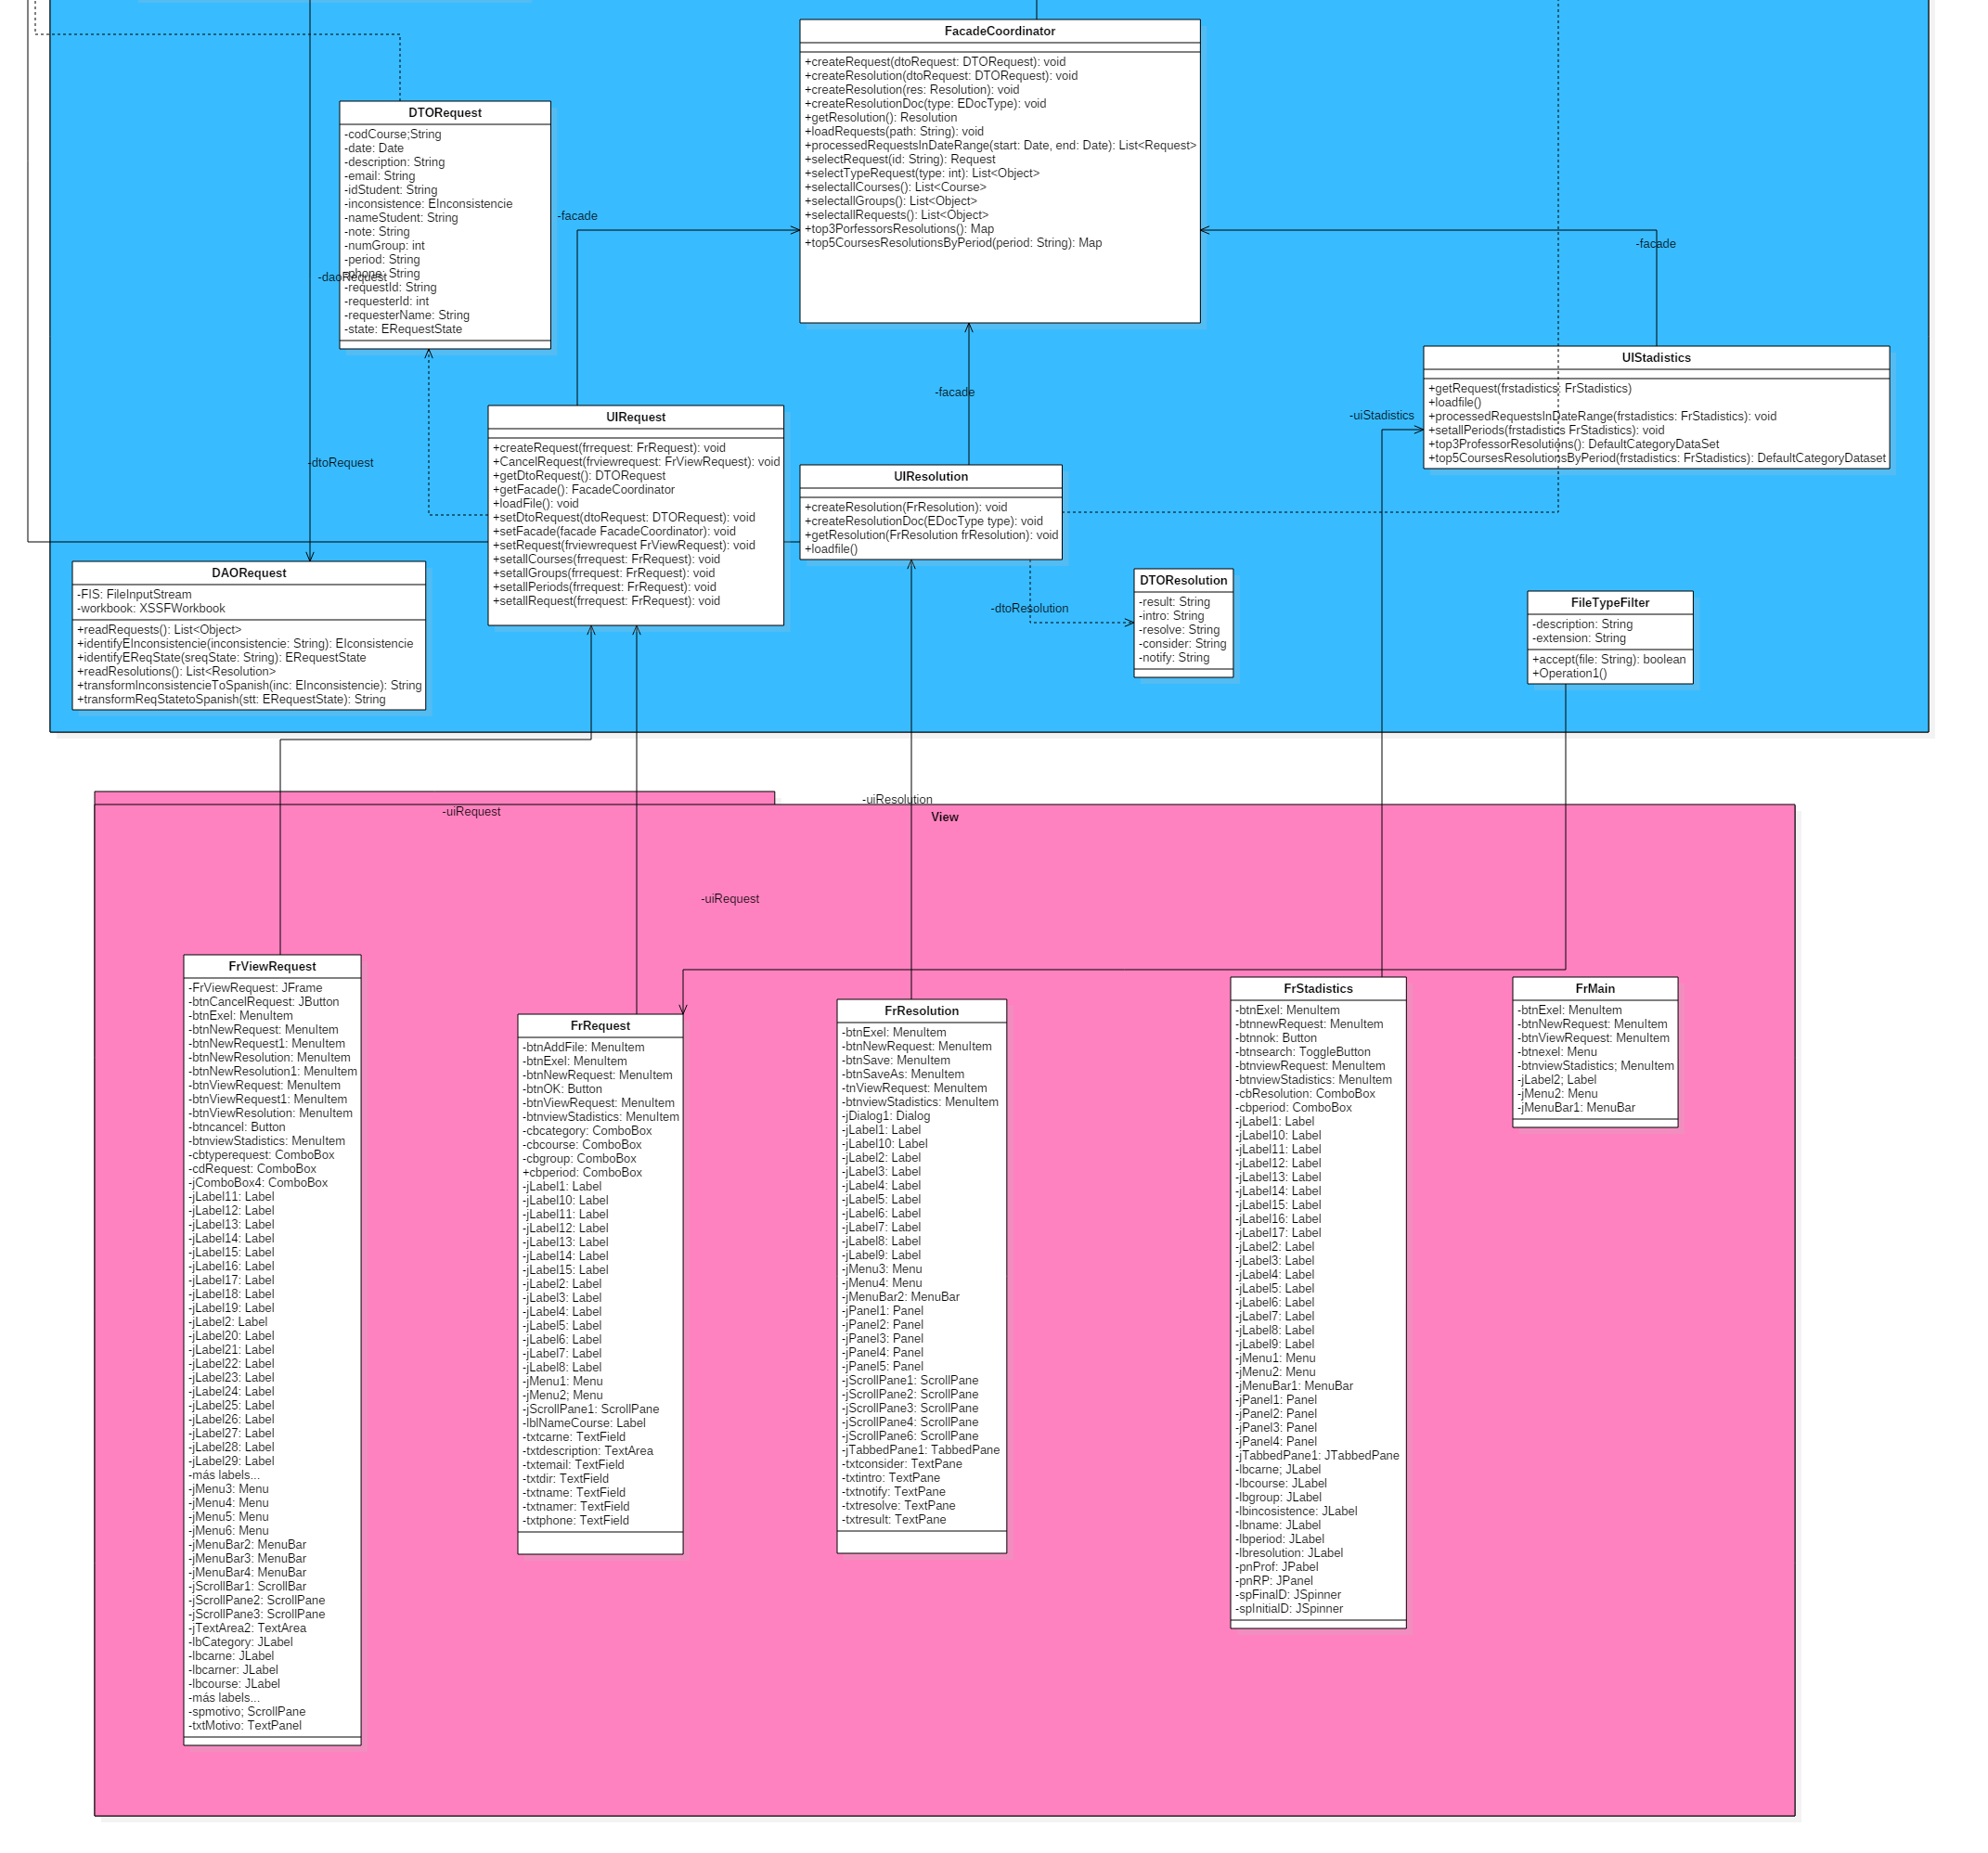 FacadeCoordinator
+createRequest(dtoRequest: DTORequest): void
+createResolution(dtoRequest: DTORequest): void
+createResolution(res: Resolution): void
+createResolutionDoc(type: EDocType): void
+getResolution(): Resolution
+loadRequests(path: String): void
+processedRequestsInDateRange(start: Date, end: Date): List<Request>
+selectRequest(id: String): Request
+selectTypeRequest(type: int): List<Object>
+selectallCourses(): List<Course>
+selectallGroups(): List<Object>
+selectallRequests(): List<Object>
+top3PorfessorsResolutions(): Map
+top5CoursesResolutionsByPeriod(period: String): Map
DTORequest
-codCourse;String
-date: Date
-description: String
-email: String
-idStudent: String
-inconsistence: EInconsistencie
-nameStudent: String
-note: String
-numGroup: int
-period: String
-phone: String
-requestId: String
-requesterId: int
-requesterName: String
-state: ERequestState
-daoRequest
-facade
-facade
-facade
-dtoRequest
-uiStadistics
UIStadistics
+getRequest(frstadistics: FrStadistics)
+loadfile()
+processedRequestsInDateRange(frstadistics: FrStadistics): void
+setallPeriods(frstadistics FrStadistics): void
+top3ProfessorResolutions(): DefaultCategoryDataSet
+top5CoursesResolutionsByPeriod(frstadistics: FrStadistics): DefaultCategoryDataset
UIRequest
+createRequest(frrequest: FrRequest): void
+CancelRequest(frviewrequest: FrViewRequest): void
+getDtoRequest(): DTORequest
+getFacade(): FacadeCoordinator
+loadFile(): void
+setDtoRequest(dtoRequest: DTORequest): void
+setFacade(facade FacadeCoordinator): void
+setRequest(frviewrequest FrViewRequest): void
+setallCourses(frrequest: FrRequest): void
+setallGroups(frrequest: FrRequest): void
+setallPeriods(frrequest: FrRequest): void
+setallRequest(frrequest: FrRequest): void
UIResolution
+createResolution(FrResolution): void
+createResolutionDoc(EDocType type): void
+getResolution(FrResolution frResolution): void
+loadfile()
DAORequest
-FIS: FileInputStream
-workbook: XSSFWorkbook
+readRequests(): List<Object>
+identifyEInconsistencie(inconsistencie: String): EIconsistencie
+identifyEReqState(sreqState: String): ERequestState
+readResolutions(): List<Resolution>
+transformInconsistencieToSpanish(inc: EInconsistencie): String
+transformReqStatetoSpanish(stt: ERequestState): String
-dtoResolution
DTOResolution
-result: String
-intro: String
-resolve: String
-consider: String
-notify: String
FileTypeFilter
-description: String
-extension: String
+accept(file: String): boolean
+Operation1()
-uiRequest
-uiResolution
View
-uiRequest
FrViewRequest
-FrViewRequest: JFrame
-btnCancelRequest: JButton
-btnExel: MenuItem
-btnNewRequest: MenuItem
-btnNewRequest1: MenuItem
-btnNewResolution: MenuItem
-btnNewResolution1: MenuItem
-btnViewRequest: MenuItem
-btnViewRequest1: MenuItem
-btnViewResolution: MenuItem
-btncancel: Button
-btnviewStadistics: MenuItem
-cbtyperequest: ComboBox
-cdRequest: ComboBox
-jComboBox4: ComboBox
-jLabel11: Label
-jLabel12: Label
-jLabel13: Label
-jLabel14: Label
-jLabel15: Label
-jLabel16: Label
-jLabel17: Label
-jLabel18: Label
-jLabel19: Label
-jLabel2: Label
-jLabel20: Label
-jLabel21: Label
-jLabel22: Label
-jLabel23: Label
-jLabel24: Label
-jLabel25: Label
-jLabel26: Label
-jLabel27: Label
-jLabel28: Label
-jLabel29: Label
-más labels...
-jMenu3: Menu
-jMenu4: Menu
-jMenu5: Menu
-jMenu6: Menu
-jMenuBar2: MenuBar
-jMenuBar3: MenuBar
-jMenuBar4: MenuBar
-jScrollBar1: ScrollBar
-jScrollPane2: ScrollPane
-jScrollPane3: ScrollPane
-jTextArea2: TextArea
-lbCategory: JLabel
-lbcarne: JLabel
-lbcarner: JLabel
-lbcourse: JLabel
-más labels...
-spmotivo; ScrollPane
-txtMotivo: TextPanel
FrRequest
-btnAddFile: MenuItem
-btnExel: MenuItem
-btnNewRequest: MenuItem
-btnOK: Button
-btnViewRequest: MenuItem
-btnviewStadistics: MenuItem
-cbcategory: ComboBox
-cbcourse: ComboBox
-cbgroup: ComboBox
+cbperiod: ComboBox
-jLabel1: Label
-jLabel10: Label
-jLabel11: Label
-jLabel12: Label
-jLabel13: Label
-jLabel14: Label
-jLabel15: Label
-jLabel2: Label
-jLabel3: Label
-jLabel4: Label
-jLabel5: Label
-jLabel6: Label
-jLabel7: Label
-jLabel8: Label
-jMenu1: Menu
-jMenu2; Menu
-jScrollPane1: ScrollPane
-lblNameCourse: Label
-txtcarne: TextField
-txtdescription: TextArea
-txtemail: TextField
-txtdir: TextField
-txtname: TextField
-txtnamer: TextField
-txtphone: TextField
FrResolution
-btnExel: MenuItem
-btnNewRequest: MenuItem
-btnSave: MenuItem
-btnSaveAs: MenuItem
-tnViewRequest: MenuItem
-btnviewStadistics: MenuItem
-jDialog1: Dialog
-jLabel1: Label
-jLabel10: Label
-jLabel2: Label
-jLabel3: Label
-jLabel4: Label
-jLabel5: Label
-jLabel6: Label
-jLabel7: Label
-jLabel8: Label
-jLabel9: Label
-jMenu3: Menu
-jMenu4: Menu
-jMenuBar2: MenuBar
-jPanel1: Panel
-jPanel2: Panel
-jPanel3: Panel
-jPanel4: Panel
-jPanel5: Panel
-jScrollPane1: ScrollPane
-jScrollPane2: ScrollPane
-jScrollPane3: ScrollPane
-jScrollPane4: ScrollPane
-jScrollPane6: ScrollPane
-jTabbedPane1: TabbedPane
-txtconsider: TextPane
-txtintro: TextPane
-txtnotify: TextPane
-txtresolve: TextPane
-txtresult: TextPane
FrStadistics
-btnExel: MenuItem
-btnnewRequest: MenuItem
-btnnok: Button
-btnsearch: ToggleButton
-btnviewRequest: MenuItem
-btnviewStadistics: MenuItem
-cbResolution: ComboBox
-cbperiod: ComboBox
-jLabel1: Label
-jLabel10: Label
-jLabel11: Label
-jLabel12: Label
-jLabel13: Label
-jLabel14: Label
-jLabel15: Label
-jLabel16: Label
-jLabel17: Label
-jLabel2: Label
-jLabel3: Label
-jLabel4: Label
-jLabel5: Label
-jLabel6: Label
-jLabel7: Label
-jLabel8: Label
-jLabel9: Label
-jMenu1: Menu
-jMenu2: Menu
-jMenuBar1: MenuBar
-jPanel1: Panel
-jPanel2: Panel
-jPanel3: Panel
-jPanel4: Panel
-jTabbedPane1: JTabbedPane
-lbcarne; JLabel
-lbcourse: JLabel
-lbgroup: JLabel
-lbincosistence: JLabel
-lbname: JLabel
-lbperiod: JLabel
-lbresolution: JLabel
-pnProf: JPabel
-pnRP: JPanel
-spFinalD: JSpinner
-spInitialD: JSpinner
FrMain
-btnExel: MenuItem
-btnNewRequest: MenuItem
-btnViewRequest: MenuItem
-btnexel: Menu
-btnviewStadistics; MenuItem
-jLabel2; Label
-jMenu2: Menu
-jMenuBar1: MenuBar